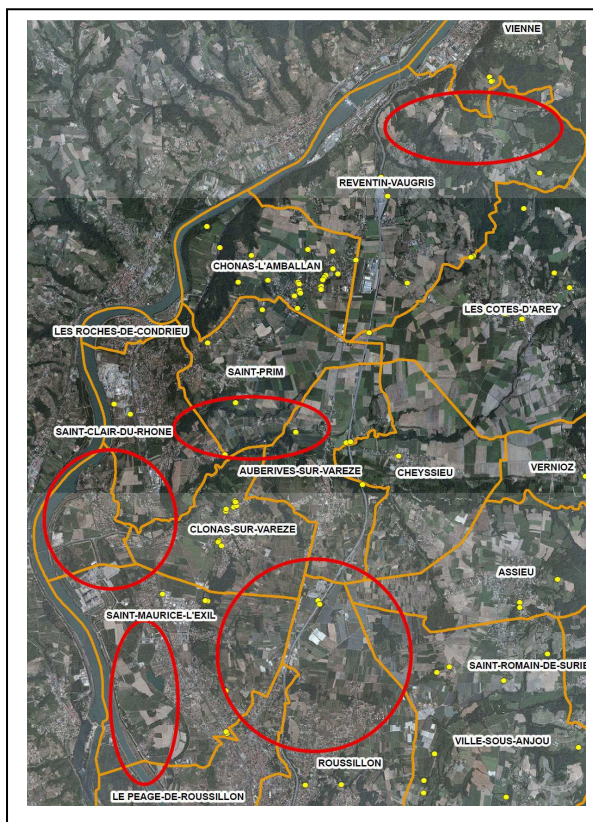 VIENNE
REVENTIN-VAUGRIS
CHONAS-L'AMBALLAN
LES COTES-D'AREY
LES ROCHES-DE-CONDRIEU
SAINT-PRIM
SAINT-CLAIR-DU-RHONE
AUBERIVES-SUR-VAREZE
CHEYSSIEU
VERNIOZ
CLONAS-SUR-VAREZE
ASSIEU
SAINT-MAURICE-L'EXIL
SAINT-ROMAIN-DE-SURIE
VILLE-SOUS-ANJOU
ROUSSILLON
LE PEAGE-DE-ROUSSILLON